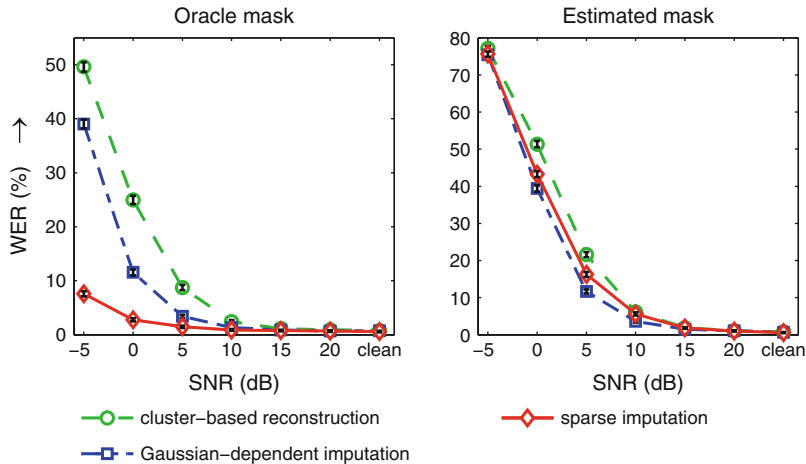 Oracle mask
WER (%) →
50
40
30
20
10
0
−5 0 5 10 15 20 clean
SNR (dB)
Estimated mask
80
70
60
50
40
30
20
10
0
−5 0 5 10 15 20 clean
SNR (dB)
cluster−based reconstruction
Gaussian−dependent imputation
sparse imputation